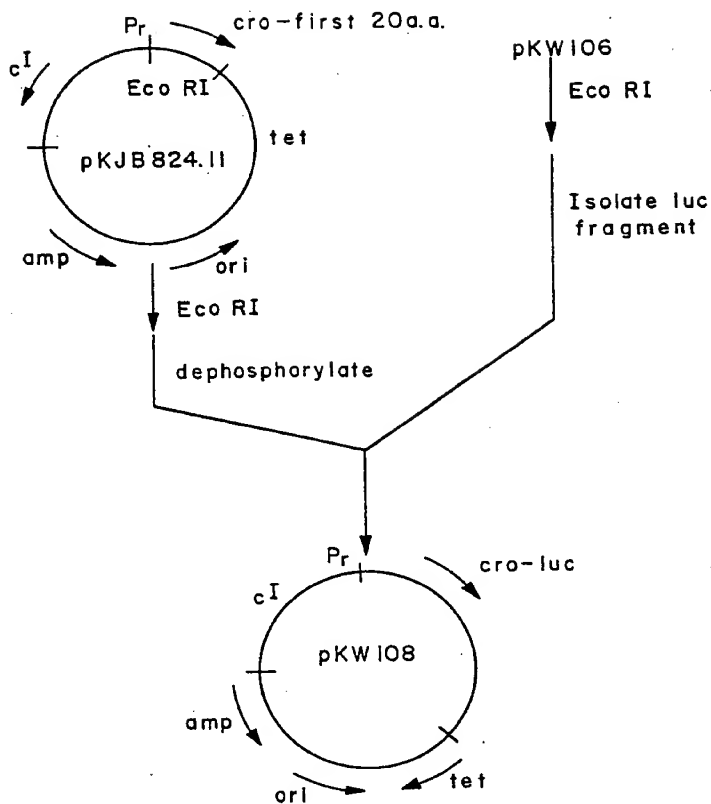 Pr
cro-first 20a.a.
cI
Eco RI
tet
pKJB824.11
amp
ori
Eco RI
dephosphorylate
pKW106
Eco RI
Isolate luc
fragment
Pr
cro-luc
cI
pKW108
amp
ori
tet